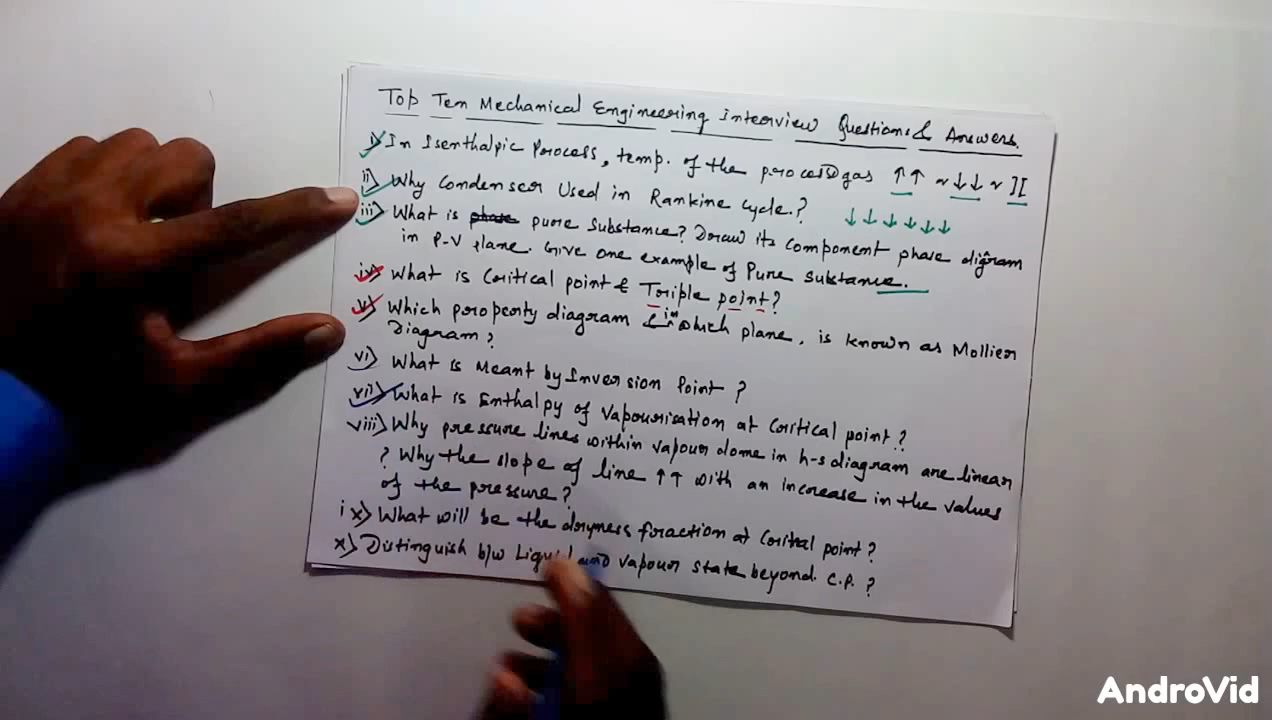 Top Ten Mechanical Engineering Interview Questions & Answers.
i) In Isenthalpic Process, temp. of the process gas ↑↑ ~ ↓↓ ~ ][
ii) Why Condenser Used in Rankine Cycle.? ↓↓↓↓↓↓
iii) What is pure Substance? Draw its component phase digram
in P-V plane. Give one example of Pure Substance.
iv) What is Critical point & Triple point?
v) Which property diagram & in which plane, is known as Mollier
Diagram?
vi) What is Meant by Inversion Point ?
vii) What is Enthalpy of Vapourisation at Critical point ?
viii) Why pressure lines within vapour dome in h-s diagram are linear
? Why the slope of line ↑↑ with an increase in the values
of the pressure?
ix) What will be the dryness fraction at Critical point ?
x) Distinguish b/w Liquid and vapour state beyond C.P. ?
AndroVid